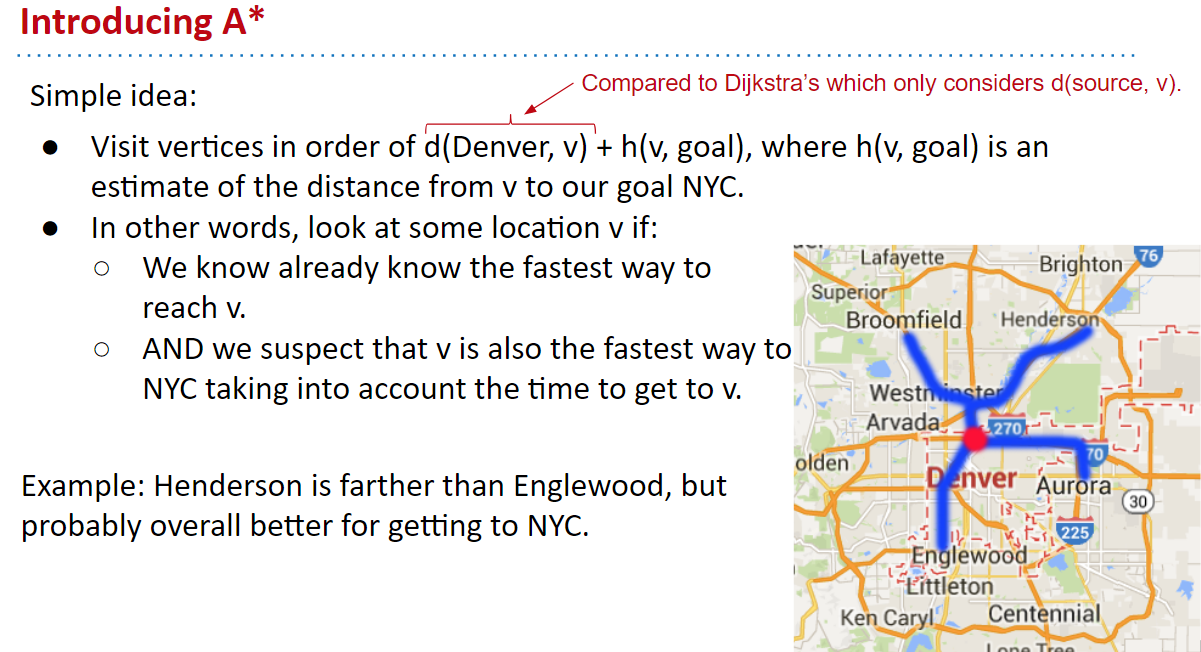 Introducing A*
Compared to Dijkstra's which only considers d(source, v).
Simple idea:
● Visit vertices in order of d(Denver, v) + h(v, goal), where h(v, goal) is an
estimate of the distance from v to our goal NYC.
● In other words, look at some location v if:
○ We know already know the fastest way to
reach v.
○ AND we suspect that v is also the fastest way to
NYC taking into account the time to get to v.
Example: Henderson is farther than Englewood, but
probably overall better for getting to NYC.
Lafayette
Brighton
76
Superior
Broomfield
Henderson
Westminster
Arvada
270
olden
70
Denver
Aurora
30
225
Englewood
Littleton
Ken Caryl
Centennial
Lone Tree